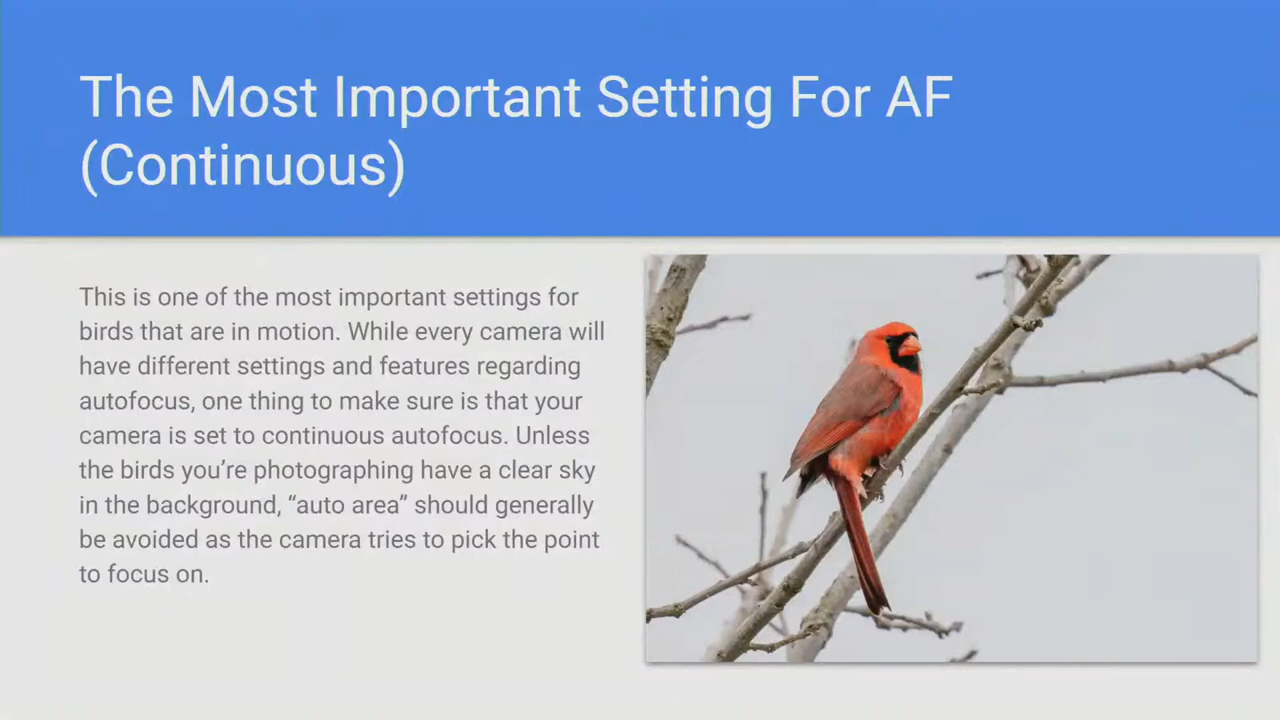 The Most Important Setting For AF
(Continuous)
This is one of the most important settings for
birds that are in motion. While every camera will
have different settings and features regarding
autofocus, one thing to make sure is that your
camera is set to continuous autofocus. Unless
the birds you’re photographing have a clear sky
in the background, “auto area” should generally
be avoided as the camera tries to pick the point
to focus on.